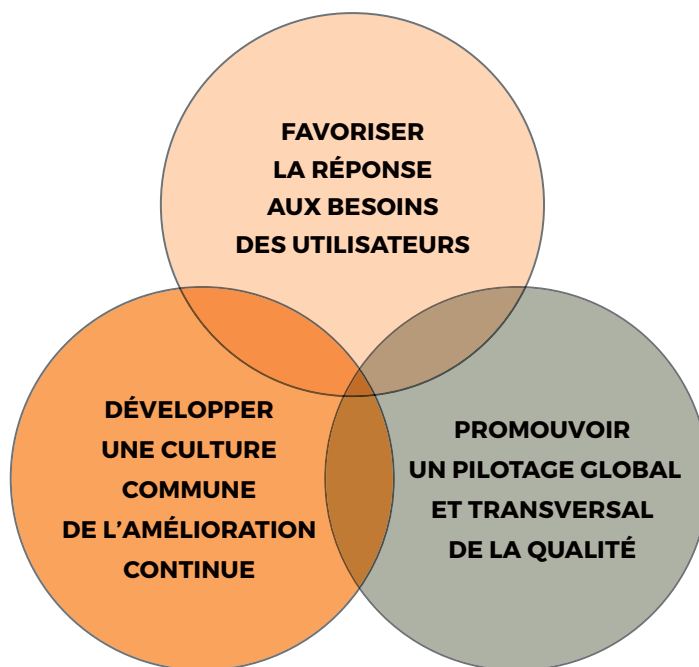 FAVORISER
LA RÉPONSE
AUX BESOINS
DES UTILISATEURS
DÉVELOPPER
UNE CULTURE
COMMUNE
DE L’AMÉLIORATION
CONTINUE
PROMOUVOIR
UN PILOTAGE GLOBAL
ET TRANSVERSAL
DE LA QUALITÉ